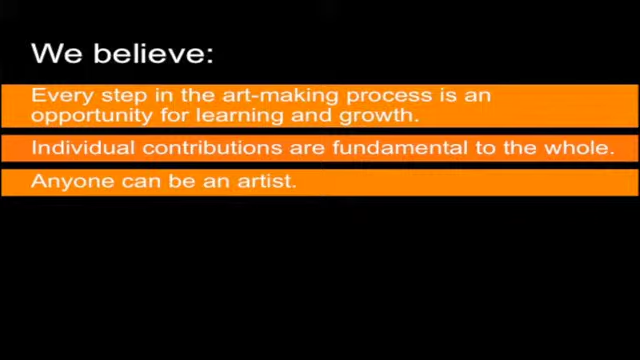 We believe:
Every step in the art-making process is an
opportunity for learning and growth.
Individual contributions are fundamental to the whole.
Anyone can be an artist.